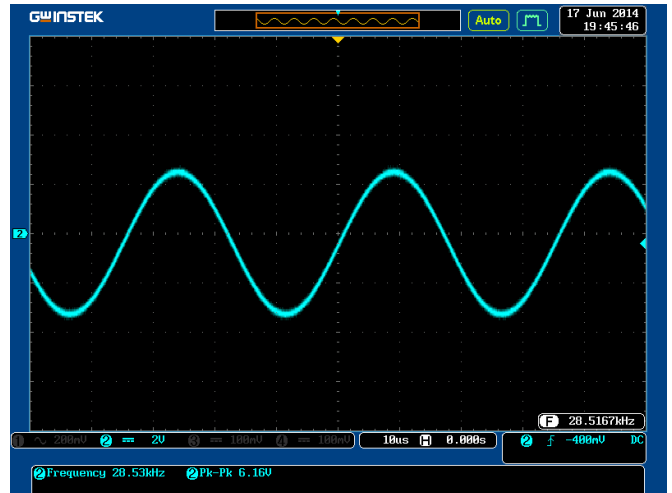 GWINSTEK
Auto
17 Jun 2014
19:45:46
2
F 28.5167kHz
1 200mV 2 2V 3 100mV 4 100mV 10us H 0.000s 2 -400mV DC
2 Frequency 28.53kHz 2 Pk-Pk 6.16V